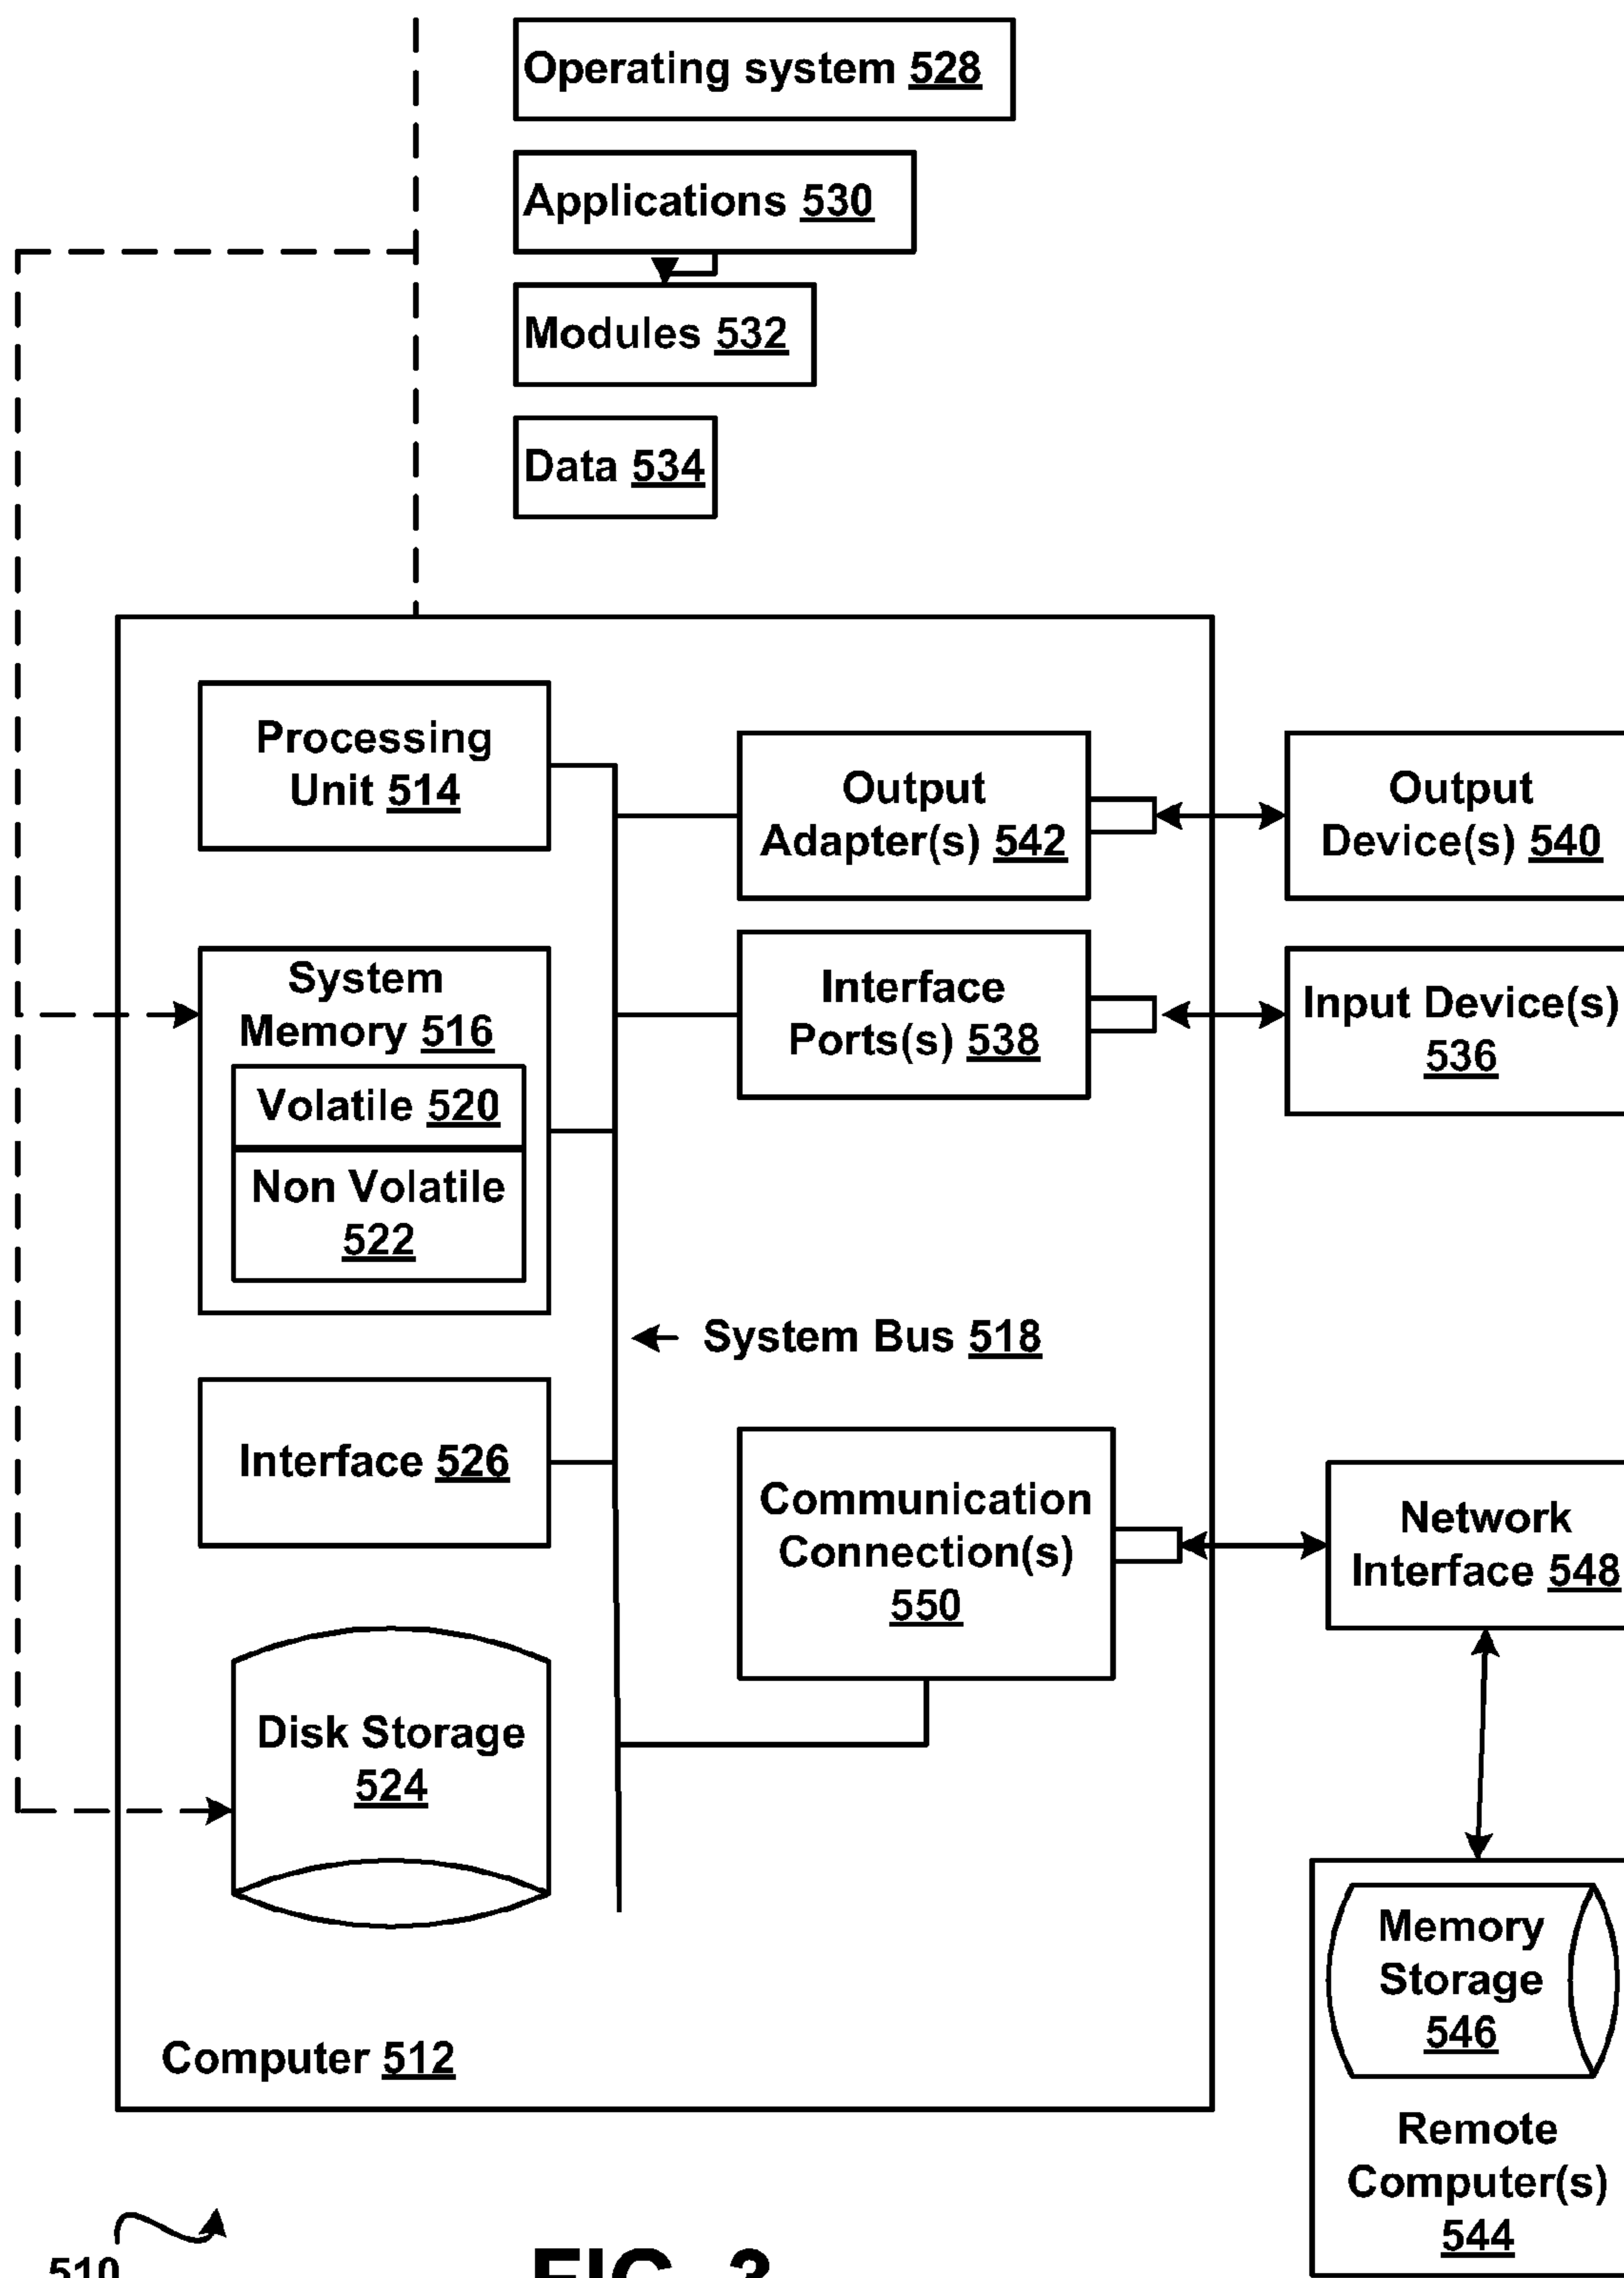 Operating system 528
Applications 530
Modules 532
Data 534
Processing
Unit 514
Output
Adapter(s) 542
Output
Device(s) 540
System
Memory 516
Volatile 520
Non Volatile
522
Interface
Ports(s) 538
Input Device(s)
536
System Bus 518
Interface 526
Communication
Connection(s)
550
Network
Interface 548
Disk Storage
524
Memory
Storage
546
Remote
Computer(s)
544
Computer 512
510
FIG. 3